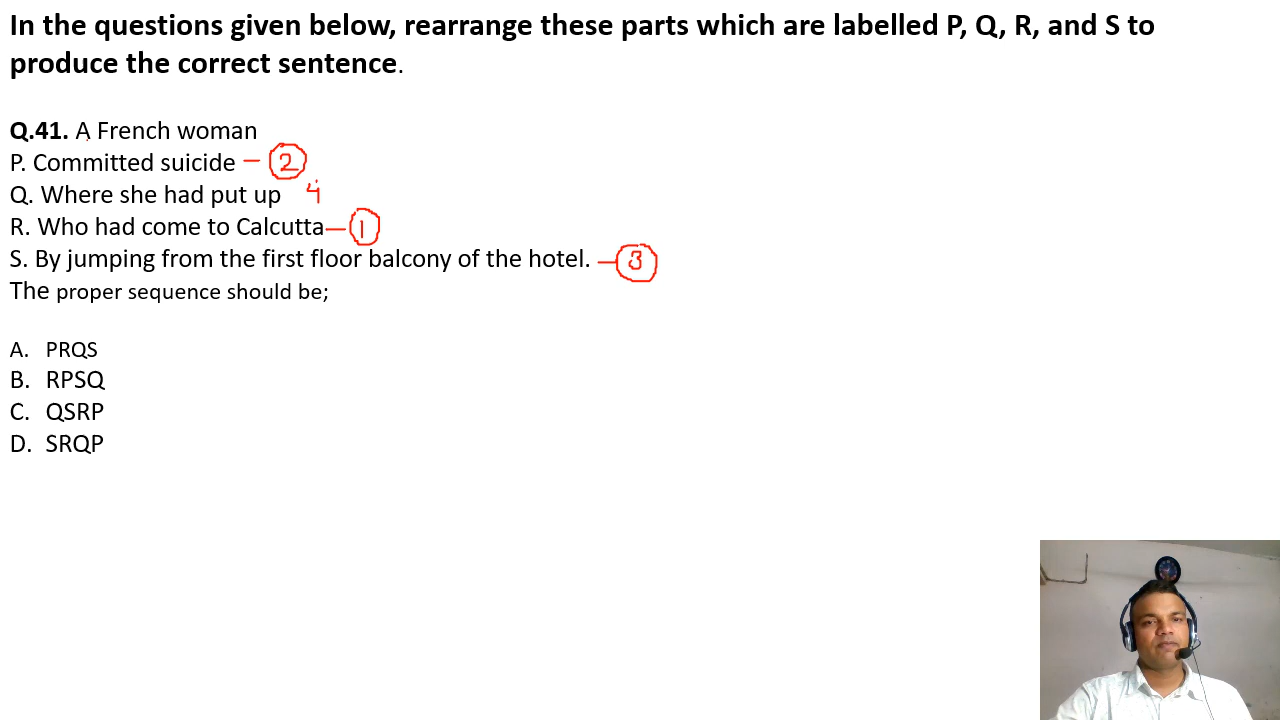 In the questions given below, rearrange these parts which are labelled P, Q, R, and S to
produce the correct sentence.
Q.41. A French woman
P. Committed suicide – 2
Q. Where she had put up 4
R. Who had come to Calcutta – 1
S. By jumping from the first floor balcony of the hotel. – 3
The proper sequence should be;
A. PRQS
B. RPSQ
C. QSRP
D. SRQP